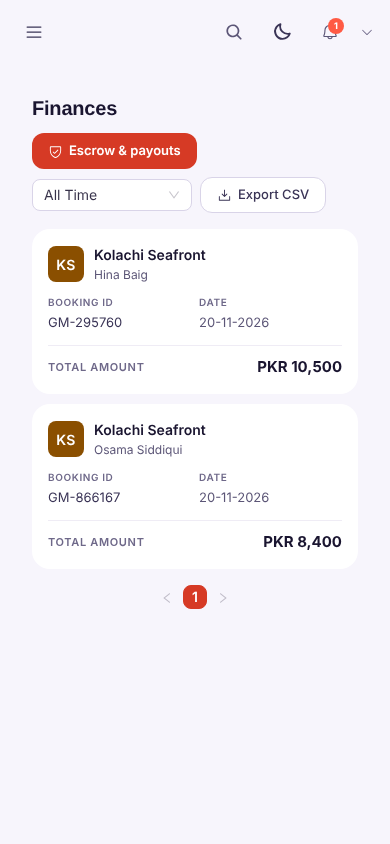 1
Finances
Escrow & payouts
All Time
Export CSV
KS
Kolachi Seafront
Hina Baig
BOOKING ID
DATE
GM-295760
20-11-2026
TOTAL AMOUNT
PKR 10,500
KS
Kolachi Seafront
Osama Siddiqui
BOOKING ID
DATE
GM-866167
20-11-2026
TOTAL AMOUNT
PKR 8,400
1